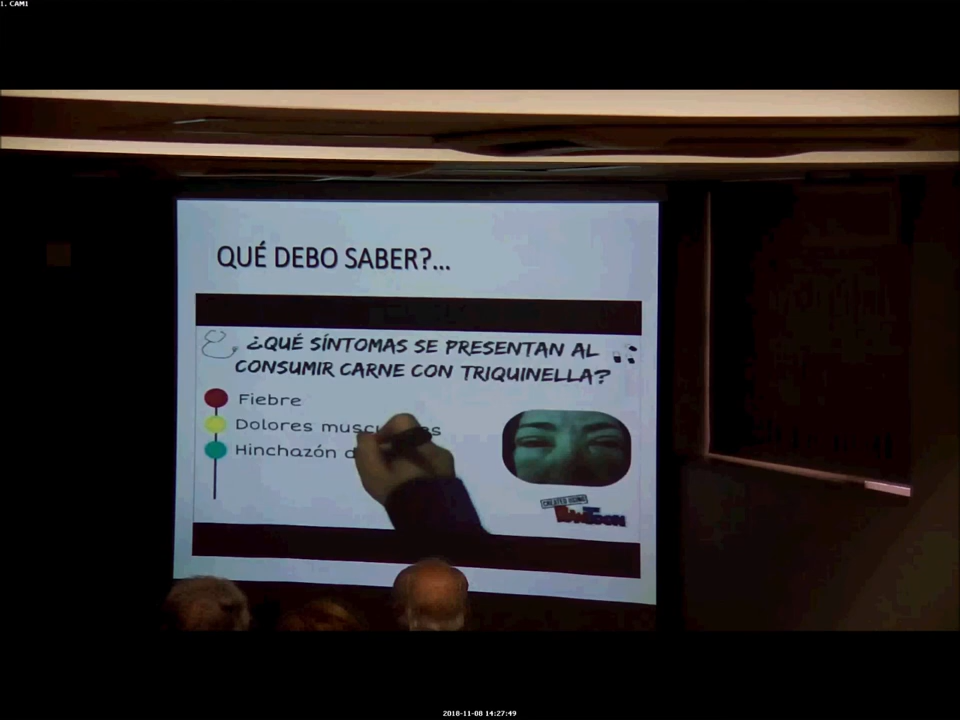 1. CAM1
QUÉ DEBO SABER?...
¿QUÉ SÍNTOMAS SE PRESENTAN AL
CONSUMIR CARNE CON TRIQUINELLA?
Fiebre
Dolores
Hinchazón
CREATED USING
2018-11-08 14:27:49